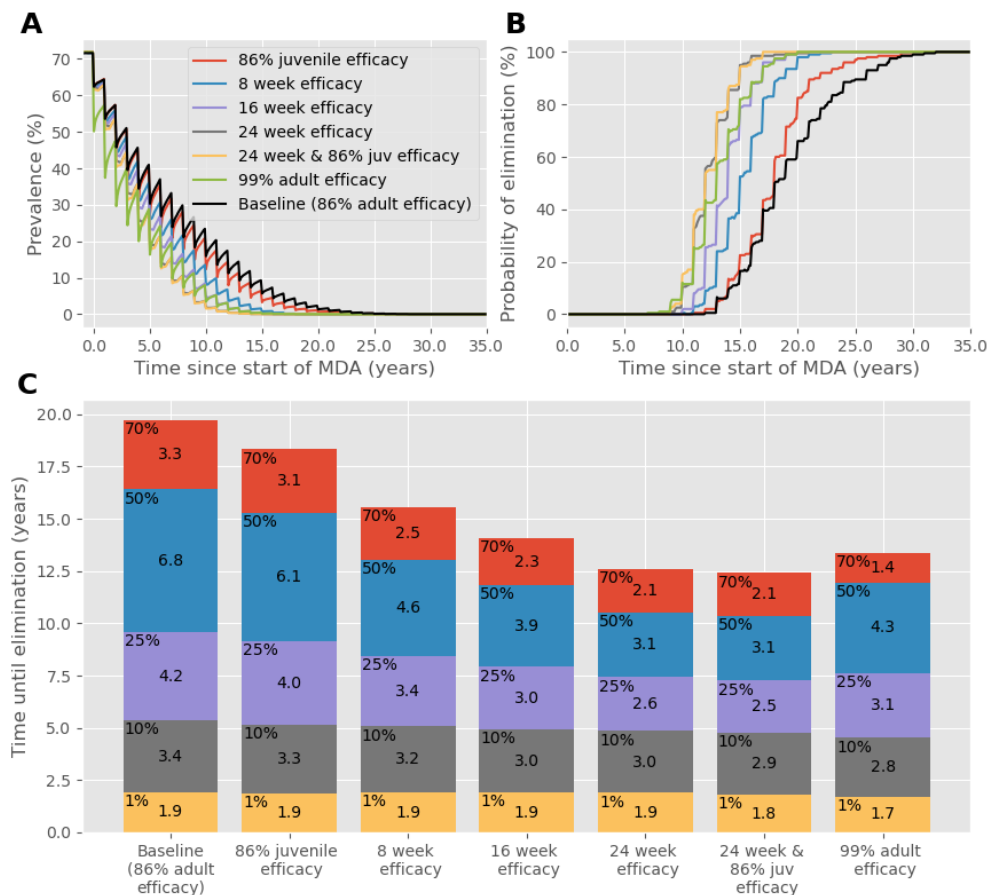 A
B
86% juvenile efficacy
8 week efficacy
16 week efficacy
24 week efficacy
24 week & 86% juv efficacy
99% adult efficacy
Baseline (86% adult efficacy)
Prevalence (%)
70
60
50
40
30
20
10
0
0.0 5.0 10.0 15.0 20.0 25.0 30.0 35.0
Time since start of MDA (years)
Probability of elimination (%)
100
80
60
40
20
0
0.0 5.0 10.0 15.0 20.0 25.0 30.0 35.0
Time since start of MDA (years)
C
Time until elimination (years)
20.0
17.5
15.0
12.5
10.0
7.5
5.0
2.5
0.0
70%
3.3
50%
6.8
25%
4.2
10%
3.4
1%
1.9
70%
3.1
50%
6.1
25%
4.0
10%
3.3
1%
1.9
70%
2.5
50%
4.6
25%
3.4
10%
3.2
1%
1.9
70%
2.3
50%
3.9
25%
3.0
10%
3.0
1%
1.9
70%
2.1
50%
3.1
25%
2.6
10%
3.0
1%
1.9
70%
2.1
50%
3.1
25%
2.5
10%
2.9
1%
1.8
70%
1.4
50%
4.3
25%
3.1
10%
2.8
1%
1.7
Baseline
(86% adult
efficacy)
86% juvenile
efficacy
8 week
efficacy
16 week
efficacy
24 week
efficacy
24 week &
86% juv
efficacy
99% adult
efficacy